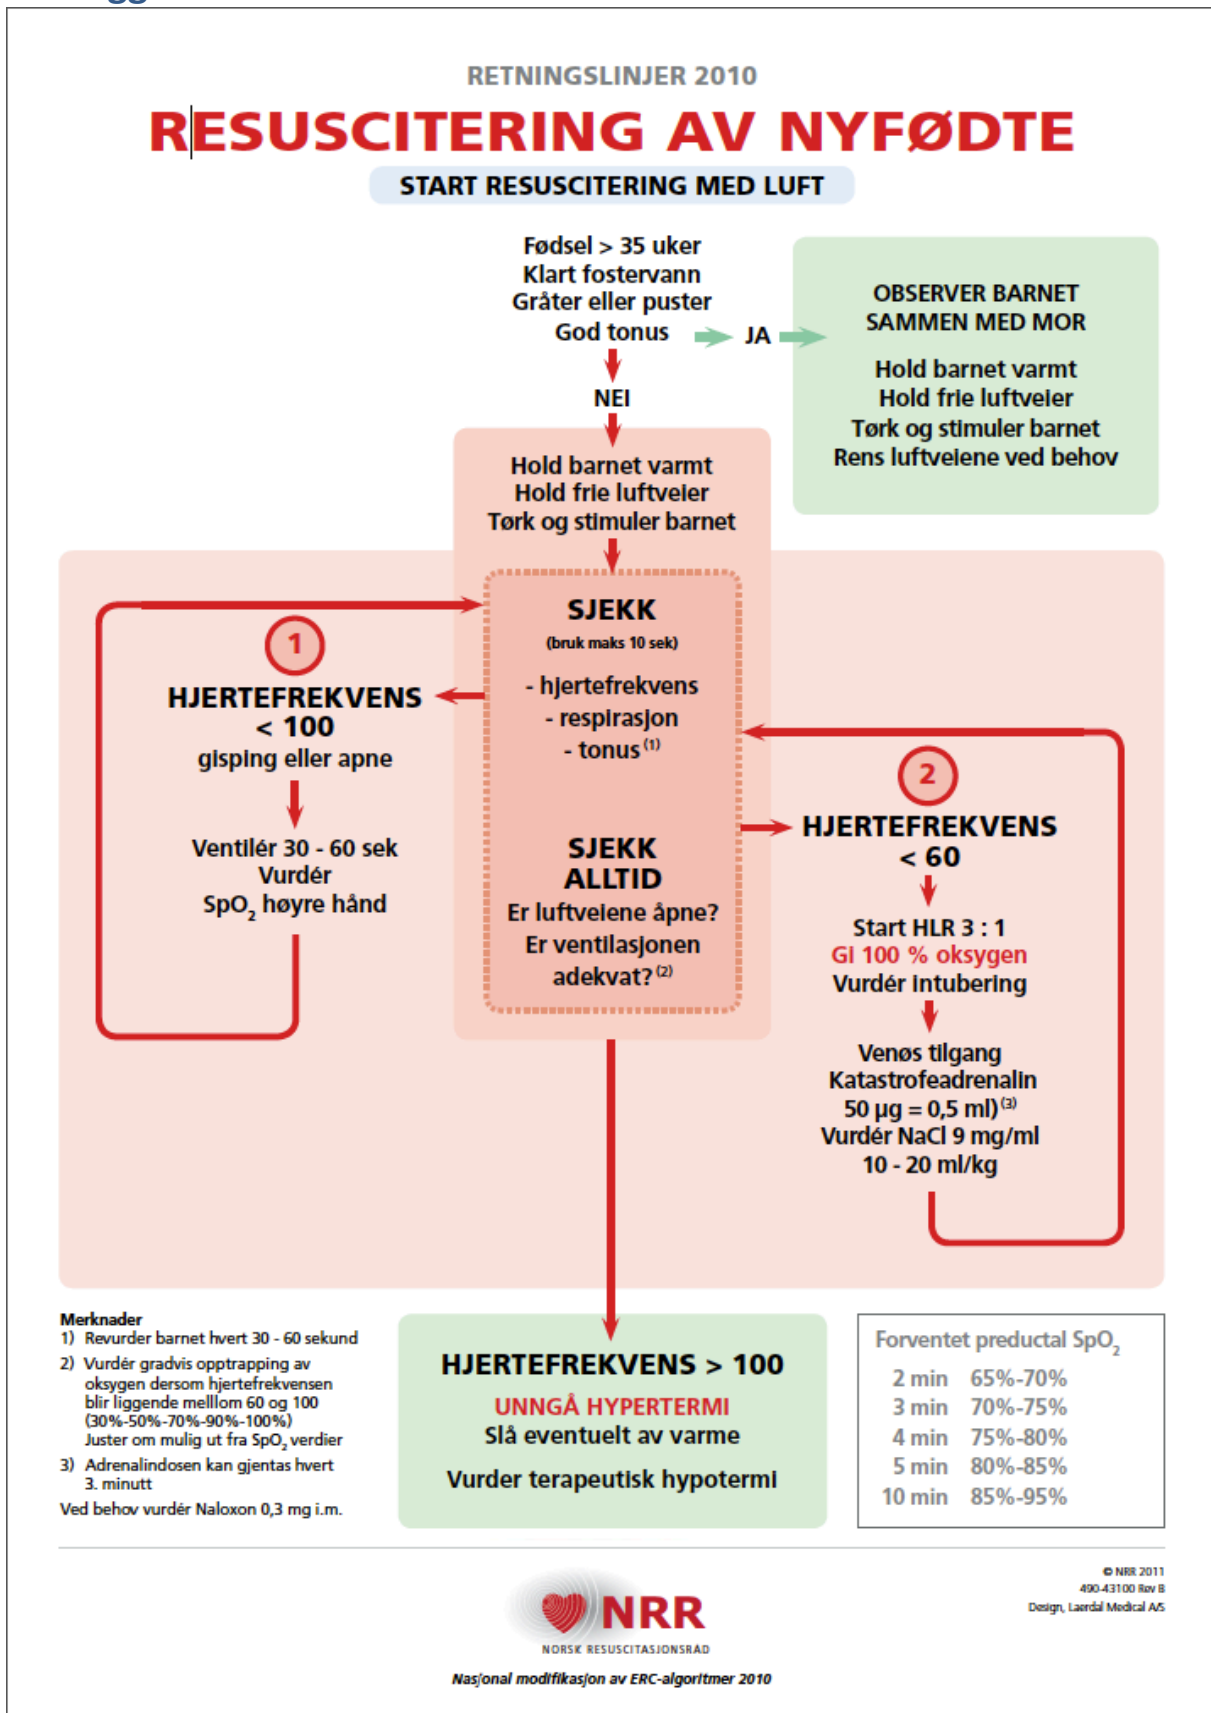 RETNINGSLINJER 2010
RESUSCITERING AV NYFØDTE
START RESUSCITERING MED LUFT
Fødsel > 35 uker
Klart fostervann
Gråter eller puster
God tonus
JA
NEI
OBSERVER BARNET
SAMMEN MED MOR
Hold barnet varmt
Hold frie luftveier
Tørk og stimuler barnet
Rens luftveiene ved behov
Hold barnet varmt
Hold frie luftveier
Tørk og stimuler barnet
SJEKK
(bruk maks 10 sek)
- hjertefrekvens
- respirasjon
- tonus (1)
SJEKK
ALLTID
Er luftveiene åpne?
Er ventilasjonen
adekvat? (2)
1
HJERTEFREKVENS
< 100
gisping eller apne
Ventilér 30 - 60 sek
Vurdér
SpO2 høyre hånd
2
HJERTEFREKVENS
< 60
Start HLR 3 : 1
Gi 100 % oksygen
Vurdér intubering
Venøs tilgang
Katastrofeadrenalin
50 µg = 0,5 ml) (3)
Vurdér NaCl 9 mg/ml
10 - 20 ml/kg
Merknader
1) Revurder barnet hvert 30 - 60 sekund
2) Vurdér gradvis opptrapping av
oksygen dersom hjertefrekvensen
blir liggende melllom 60 og 100
(30%-50%-70%-90%-100%)
Juster om mulig ut fra SpO2 verdier
3) Adrenalindosen kan gjentas hvert
3. minutt
Ved behov vurdér Naloxon 0,3 mg i.m.
HJERTEFREKVENS > 100
UNNGÅ HYPERTERMI
Slå eventuelt av varme
Vurder terapeutisk hypotermi
Forventet preductal SpO2
2 min 65%-70%
3 min 70%-75%
4 min 75%-80%
5 min 80%-85%
10 min 85%-95%
NRR
NORSK RESUSCITASJONSRÅD
Nasjonal modifikasjon av ERC-algoritmer 2010
© NRR 2011
490-43100 Rev B
Design, Laerdal Medical A/S